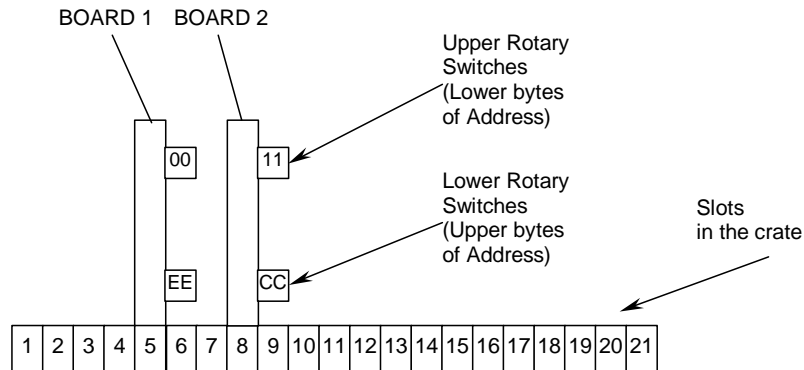 BOARD 1 BOARD 2
Upper Rotary
Switches
(Lower bytes
of Address)
00 11
Lower Rotary
Switches
(Upper bytes
of Address)
Slots
in the crate
EE CC
1 2 3 4 5 6 7 8 9 10 11 12 13 14 15 16 17 18 19 20 21